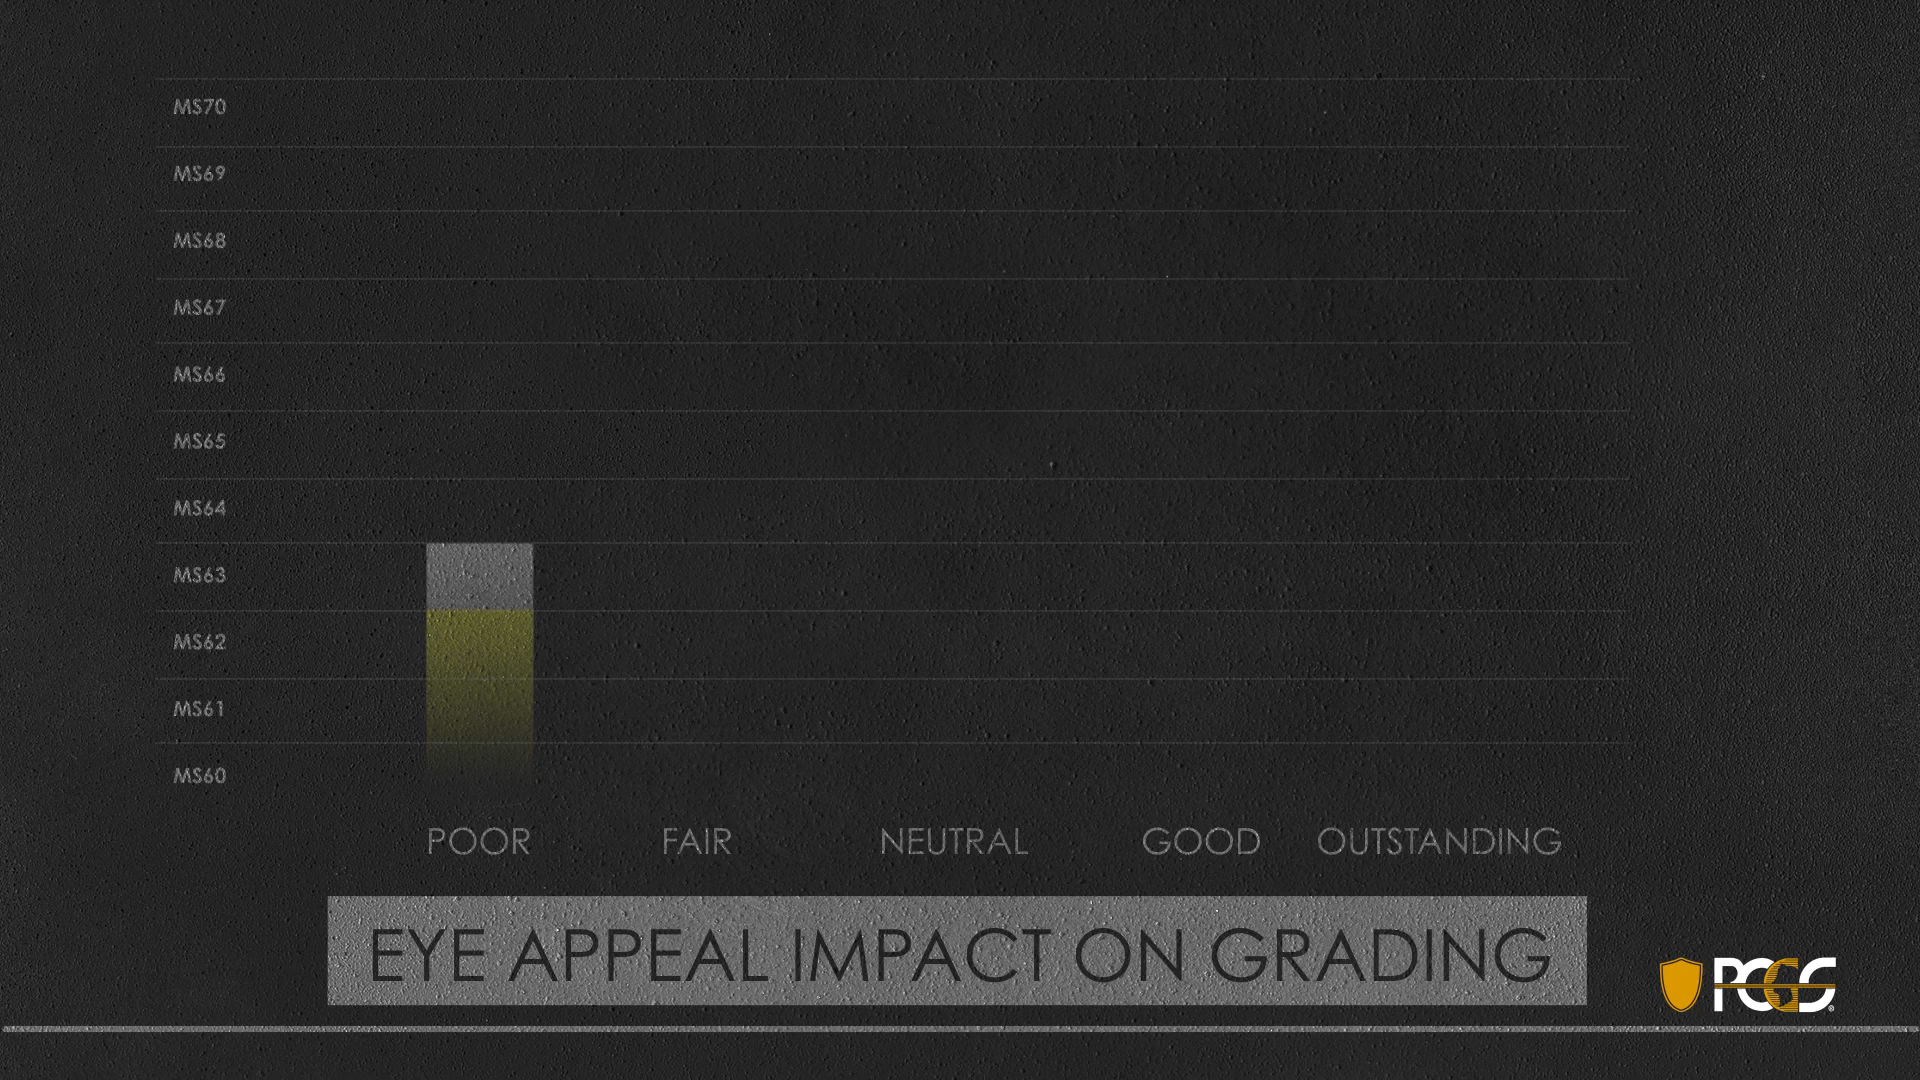 MS70
MS69
MS68
MS67
MS66
MS65
MS64
MS63
MS62
MS61
MS60
POOR FAIR NEUTRAL GOOD OUTSTANDING
EYE APPEAL IMPACT ON GRADING
PCGS®